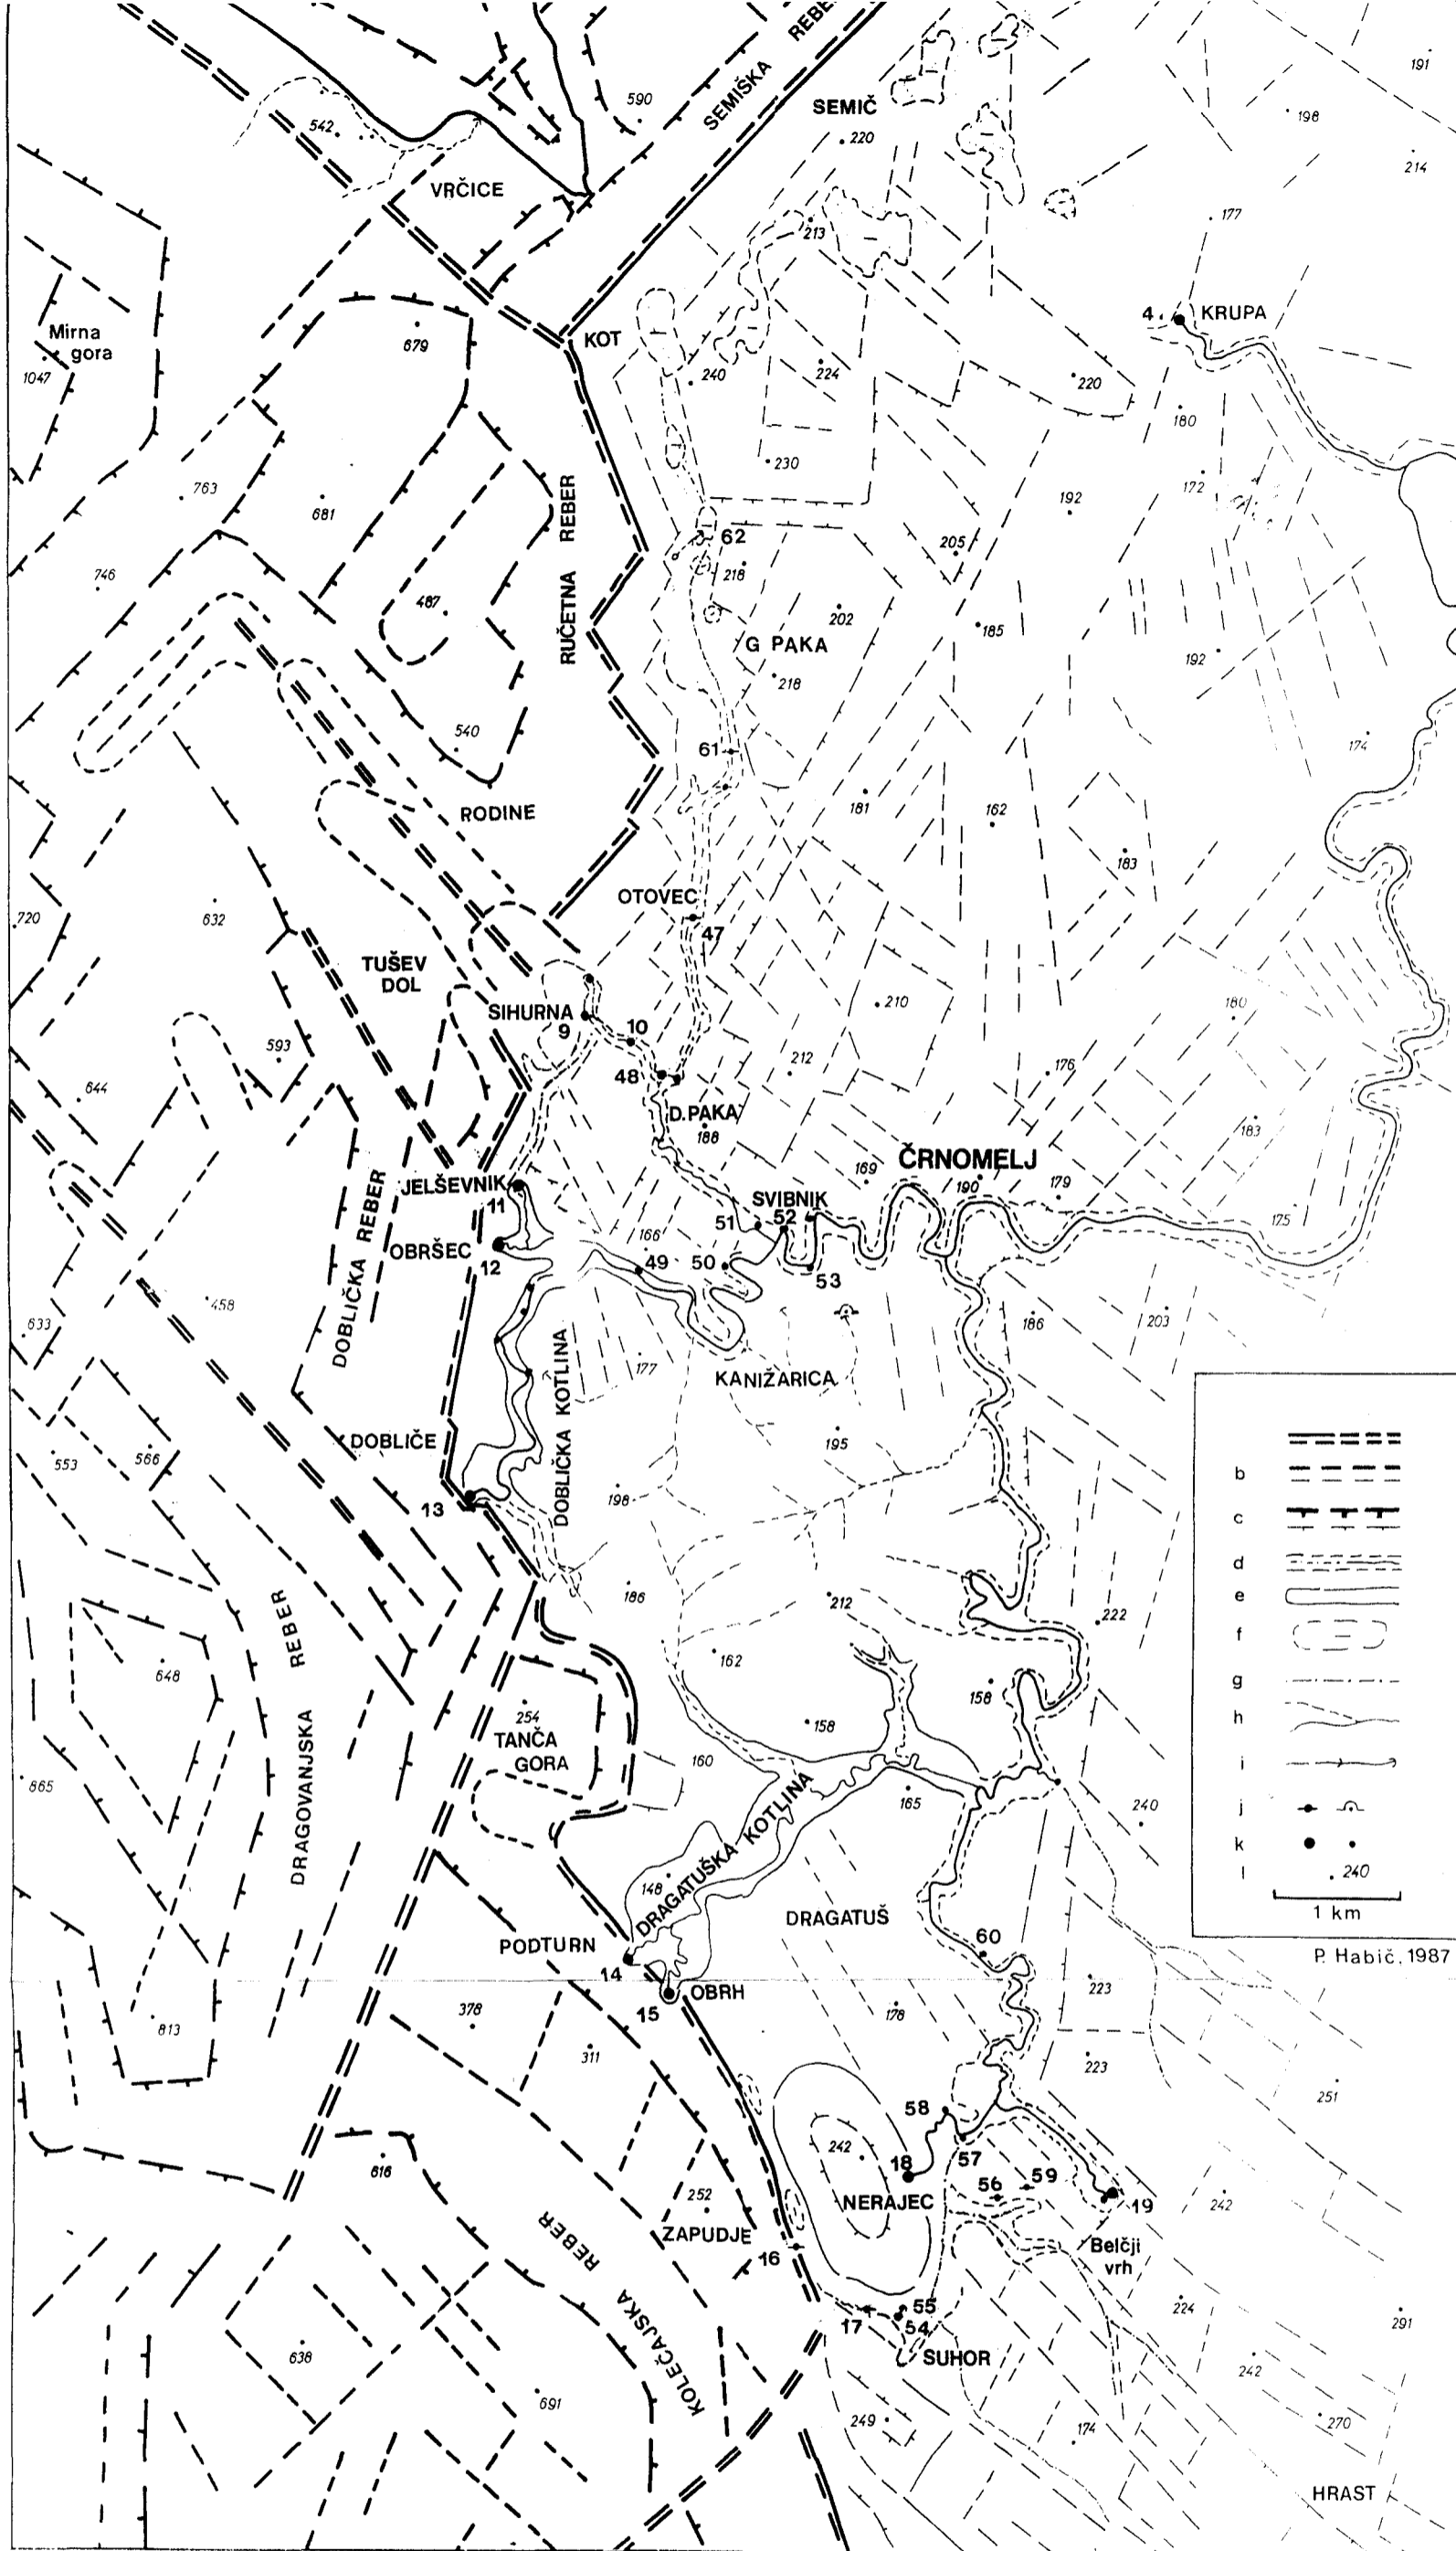 REBER
SEMIŠKA
590
542
SEMIČ
220
191
198
214
177
VRČICE
213
4
KRUPA
KOT
Mirna
gora
1047
679
240
224
220
180
230
763
681
192
172
RUČETNA REBER
62
205
746
487
218
202
185
G PAKA
192
218
540
61
174
RODINE
181
162
183
OTOVEC
720
632
47
TUŠEV
DOL
SIHURNA
9
10
210
180
593
212
176
644
48
D.PAKA
188
183
ČRNOMELJ
169
190
179
JELŠEVNIK
11
SVIBNIK
51
52
175
DOBLIČKA REBER
OBRŠEC
12
166
49
50
53
458
633
186
203
DOBLIČKA KOTLINA
177
KANIŽARICA
DOBLIČE
195
553
566
198
13
b
c
d
e
f
g
h
i
j
k
l
240
1 km
P. Habič, 1987
186
212
222
DRAGOVANJSKA REBER
648
162
158
254
158
TANČA
GORA
160
865
165
240
DRAGATUŠKA KOTLINA
148
DRAGATUŠ
PODTURN
14
60
OBRH
15
223
378
178
813
311
223
251
58
242
57
616
18
59
56
252
NERAJEC
19
242
ZAPUDJE
16
Belčji
vrh
REBER
KOLEČAJSKA
55
17
54
224
291
SUHOR
638
242
691
249
174
270
HRAST